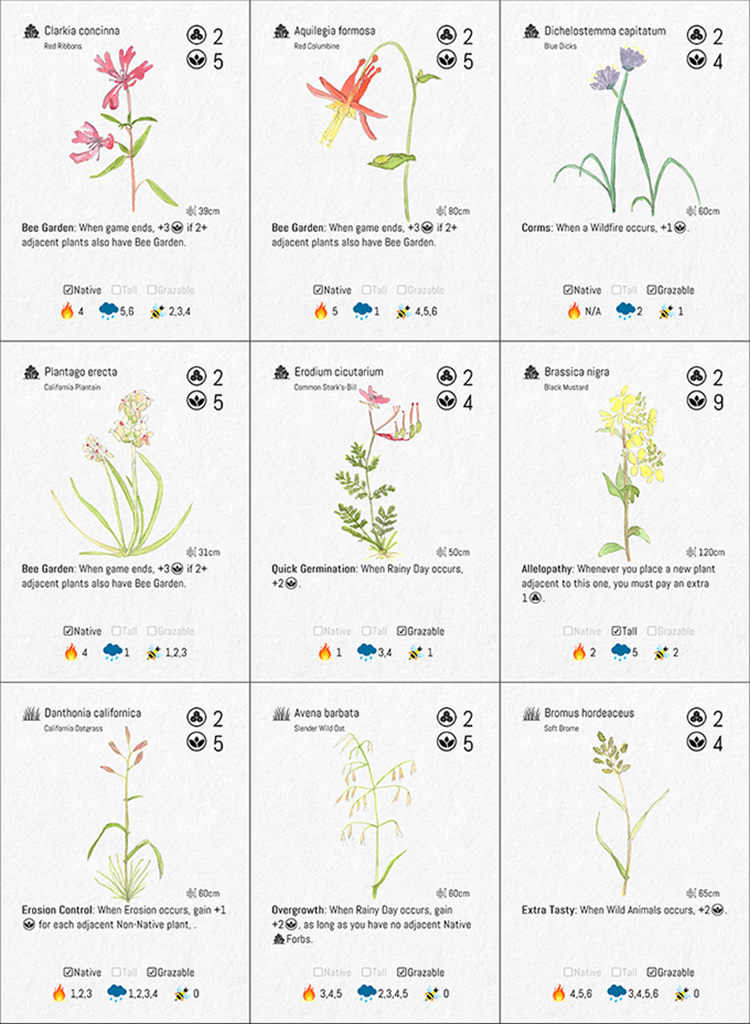 Clarkia concinna
Red Ribbons
2
5
39cm
Bee Garden: When game ends, +3 if 2+
adjacent plants also have Bee Garden.
Native Tall Grazable
4 5,6 2,3,4
Aquilegia formosa
Red Columbine
2
5
80cm
Bee Garden: When game ends, +3 if 2+
adjacent plants also have Bee Garden.
Native Tall Grazable
5 1 4,5,6
Dichelostemma capitatum
Blue Dicks
2
4
60cm
Corms: When a Wildfire occurs, +1 .
Native Tall Grazable
N/A 2 1
Plantago erecta
California Plantain
2
5
31cm
Bee Garden: When game ends, +3 if 2+
adjacent plants also have Bee Garden.
Native Tall Grazable
4 1 1,2,3
Erodium cicutarium
Common Stork's-Bill
2
4
50cm
Quick Germination: When Rainy Day occurs,
+2 .
Native Tall Grazable
1 3,4 1
Brassica nigra
Black Mustard
2
9
120cm
Allelopathy: Whenever you place a new plant
adjacent to this one, you must pay an extra
1 .
Native Tall Grazable
2 5 2
Danthonia californica
California Oatgrass
2
5
60cm
Erosion Control: When Erosion occurs, gain +1
for each adjacent Non-Native plant, .
Native Tall Grazable
1,2,3 1,2,3,4 0
Avena barbata
Slender Wild Oat
2
5
60cm
Overgrowth: When Rainy Day occurs, gain
+2 , as long as you have no adjacent Native
Forbs.
Native Tall Grazable
3,4,5 2,3,4,5 0
Bromus hordeaceus
Soft Brome
2
4
65cm
Extra Tasty: When Wild Animals occurs, +2 .
Native Tall Grazable
4,5,6 3,4,5,6 0